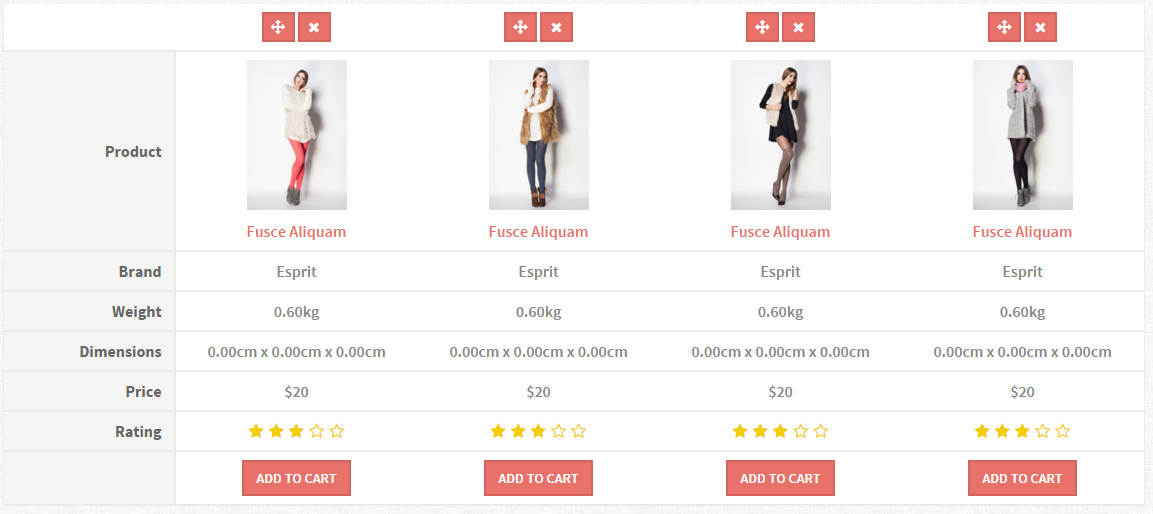 Product
Fusce Aliquam Fusce Aliquam Fusce Aliquam Fusce Aliquam
Brand Esprit Esprit Esprit Esprit
Weight 0.60kg 0.60kg 0.60kg 0.60kg
Dimensions 0.00cm x 0.00cm x 0.00cm 0.00cm x 0.00cm x 0.00cm 0.00cm x 0.00cm x 0.00cm 0.00cm x 0.00cm x 0.00cm
Price $20 $20 $20 $20
Rating
ADD TO CART ADD TO CART ADD TO CART ADD TO CART